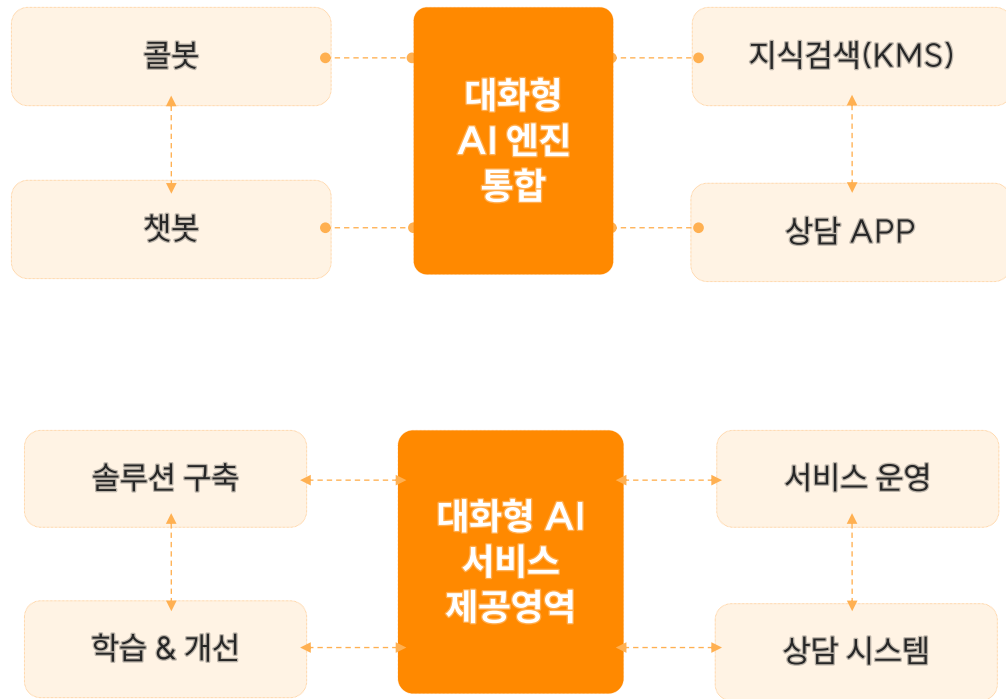 콜봇
대화형
AI 엔진
통합
지식검색(KMS)
챗봇
상담 APP
솔루션 구축
대화형 AI
서비스
제공영역
서비스 운영
학습 & 개선
상담 시스템